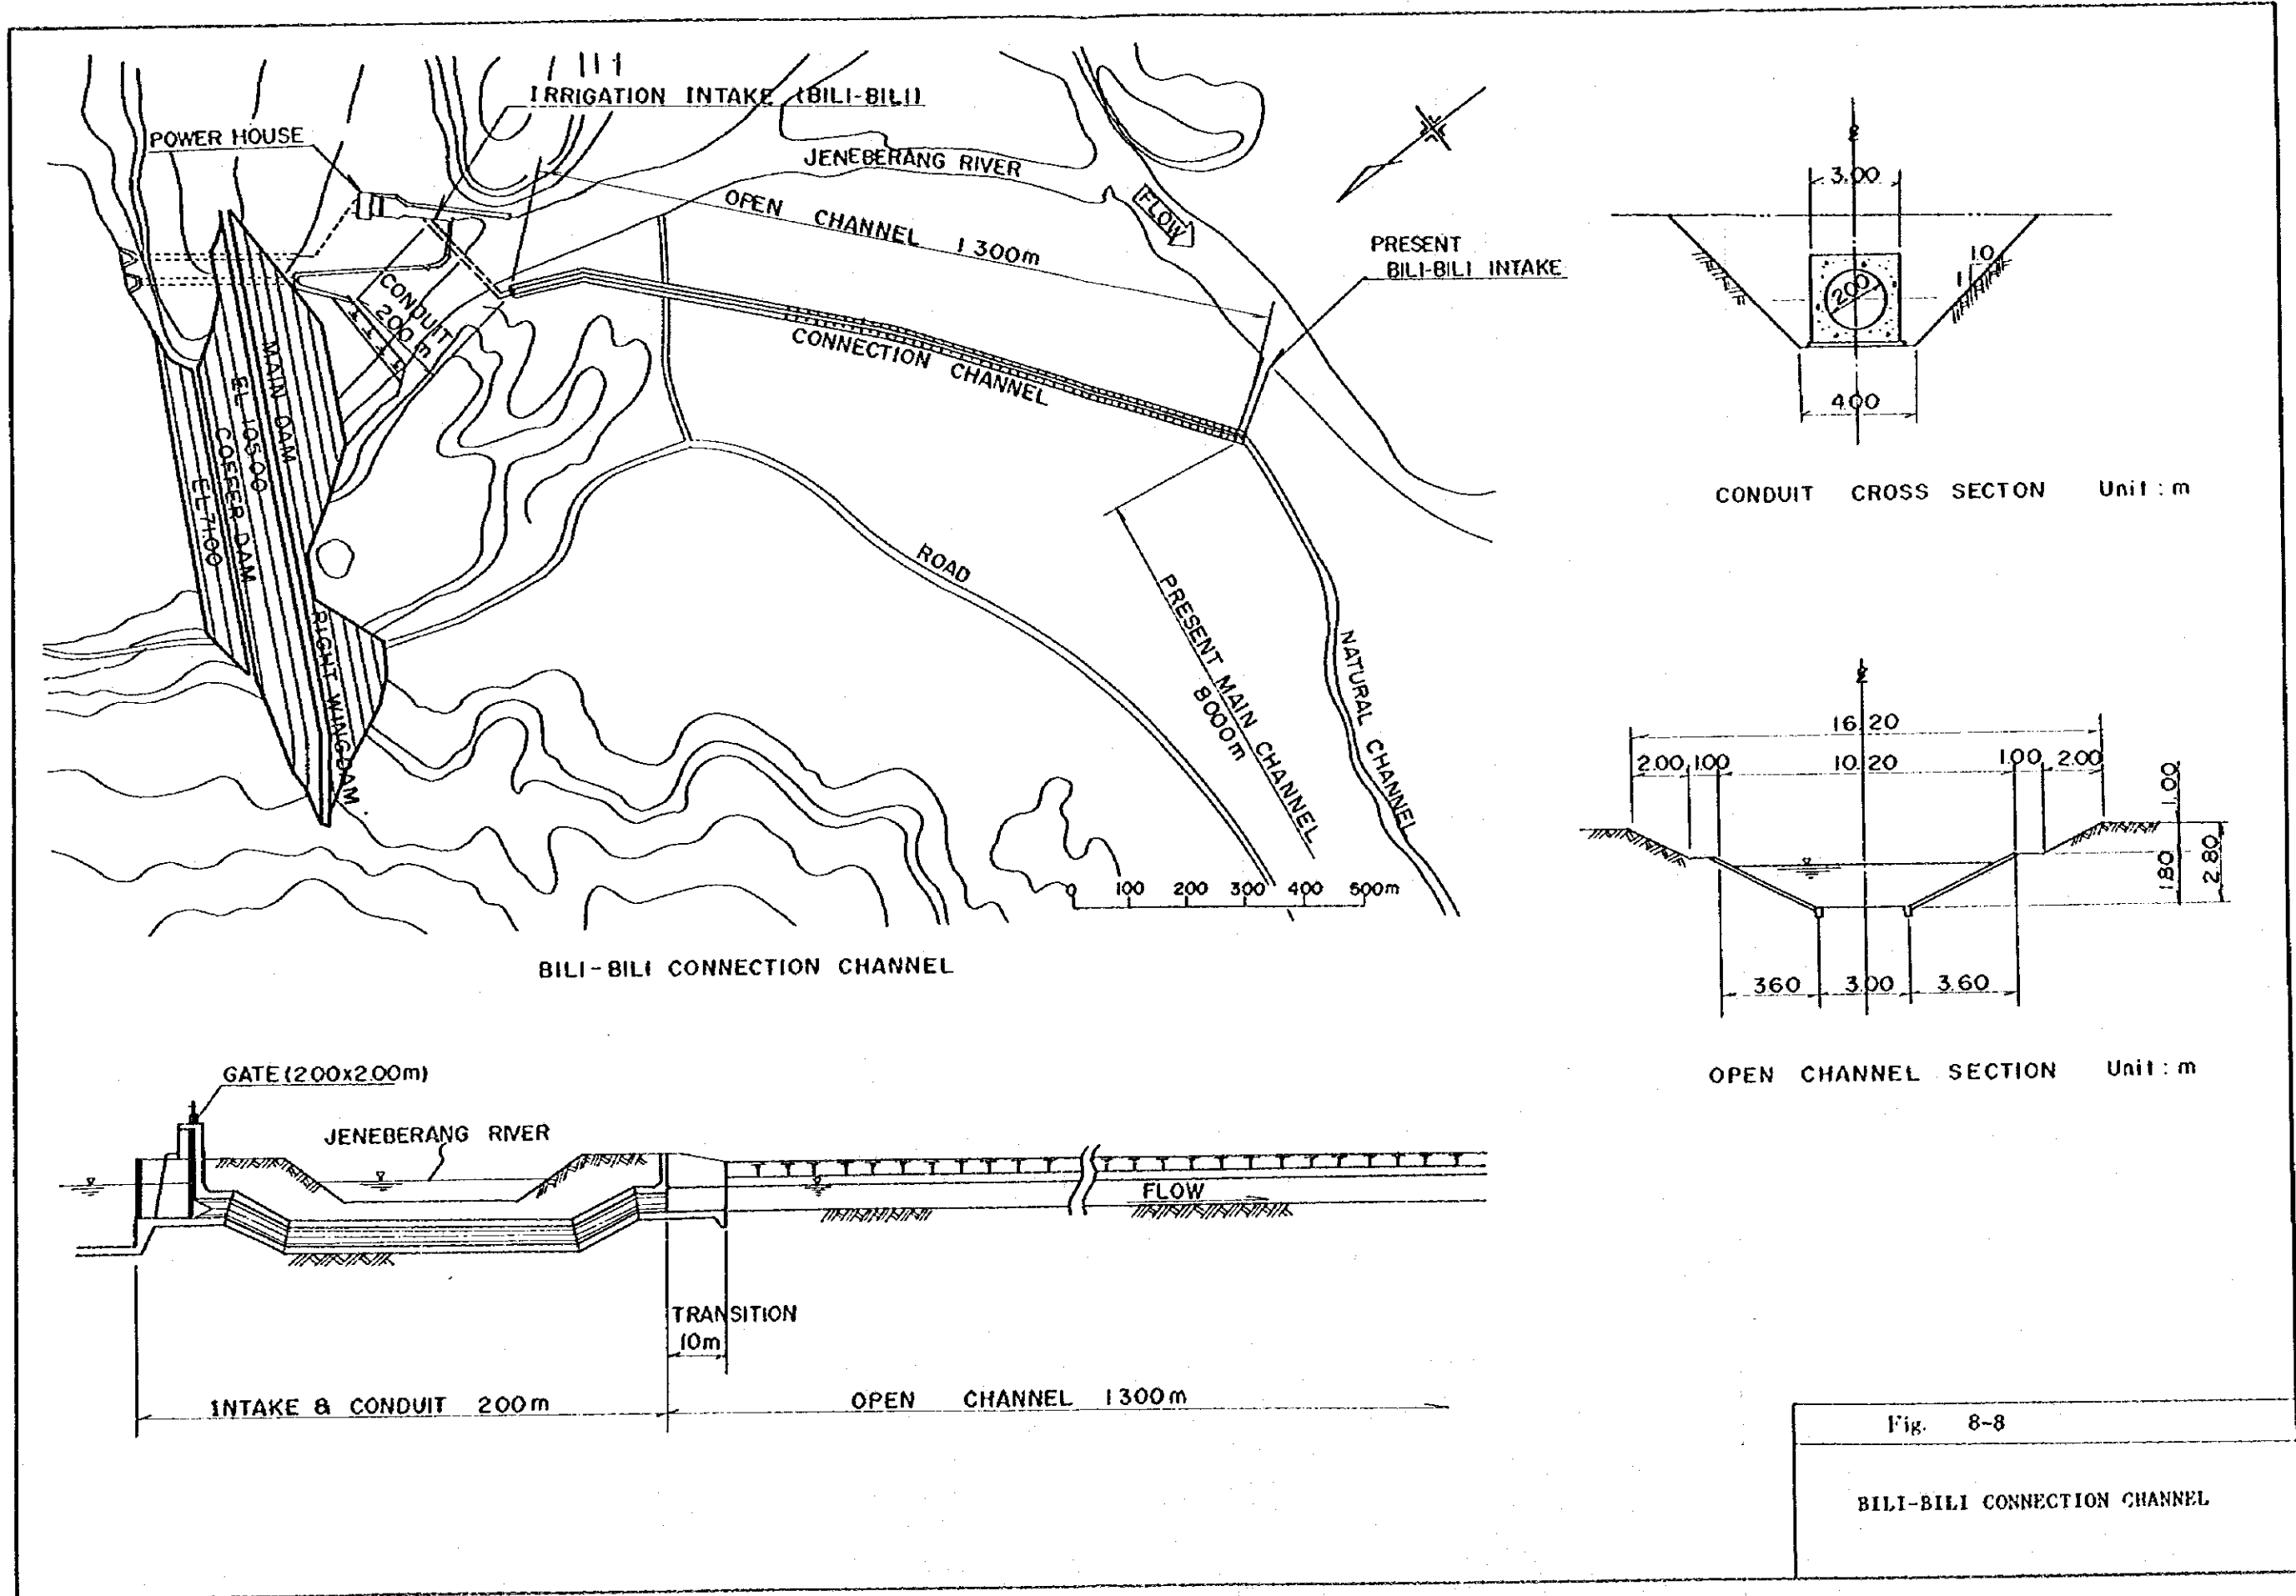 IRRIGATION INTAKE (BILI-BILI)
POWER HOUSE
JENEBERANG RIVER
FLOW
OPEN CHANNEL 1300m
PRESENT
BILI-BILI INTAKE
CONDUIT
200m
CONNECTION CHANNEL
MAIN DAM
EL 105.00
COFFER DAM
EL 71.00
RIGHT WING DAM
ROAD
PRESENT MAIN CHANNEL
8000m
NATURAL CHANNEL
0 100 200 300 400 500m
BILI-BILI CONNECTION CHANNEL
3.00
1.0
1
200
4.00
CONDUIT CROSS SECTON Unit : m
16.20
2.00 1.00 10.20 1.00 2.00
1.00
1.80
2.80
3.60 3.00 3.60
OPEN CHANNEL SECTION Unit : m
GATE (2.00x2.00m)
JENEBERANG RIVER
FLOW
TRANSITION
10m
INTAKE & CONDUIT 200m
OPEN CHANNEL 1300m
Fig. 8-8
BILI-BILI CONNECTION CHANNEL